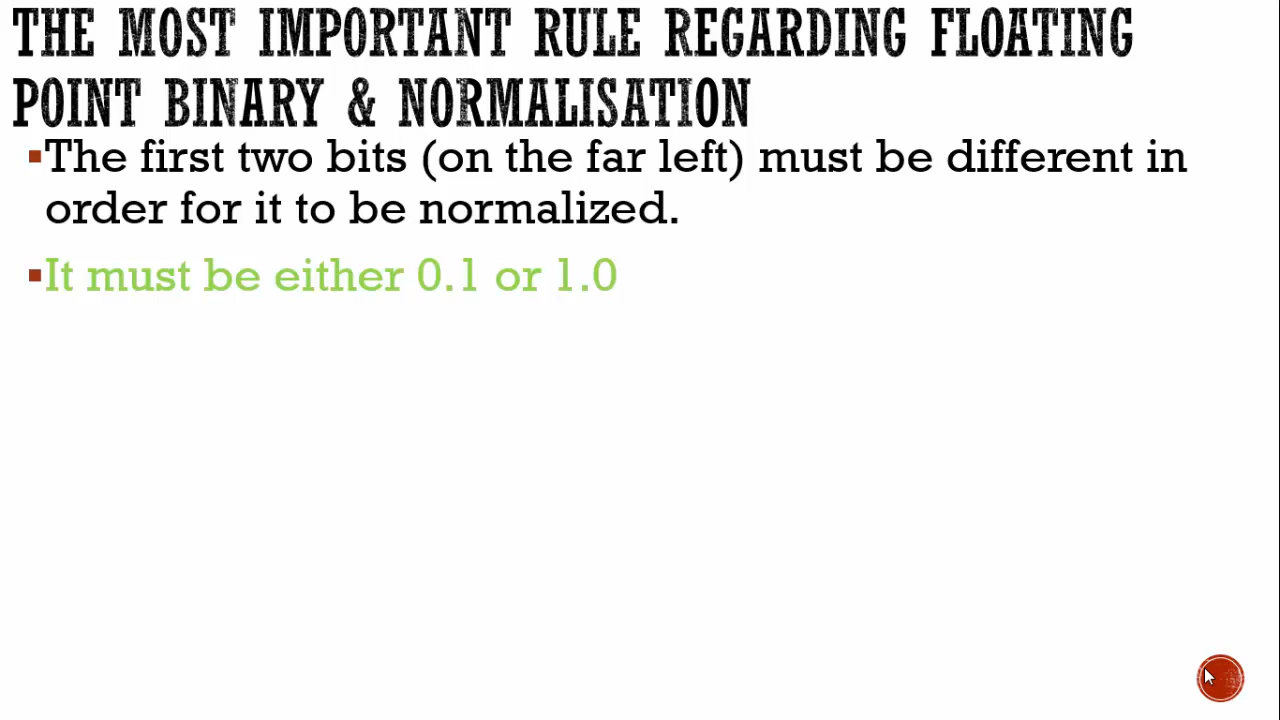 THE MOST IMPORTANT RULE REGARDING FLOATING
POINT BINARY & NORMALISATION
▪The first two bits (on the far left) must be different in
order for it to be normalized.
▪It must be either 0.1 or 1.0